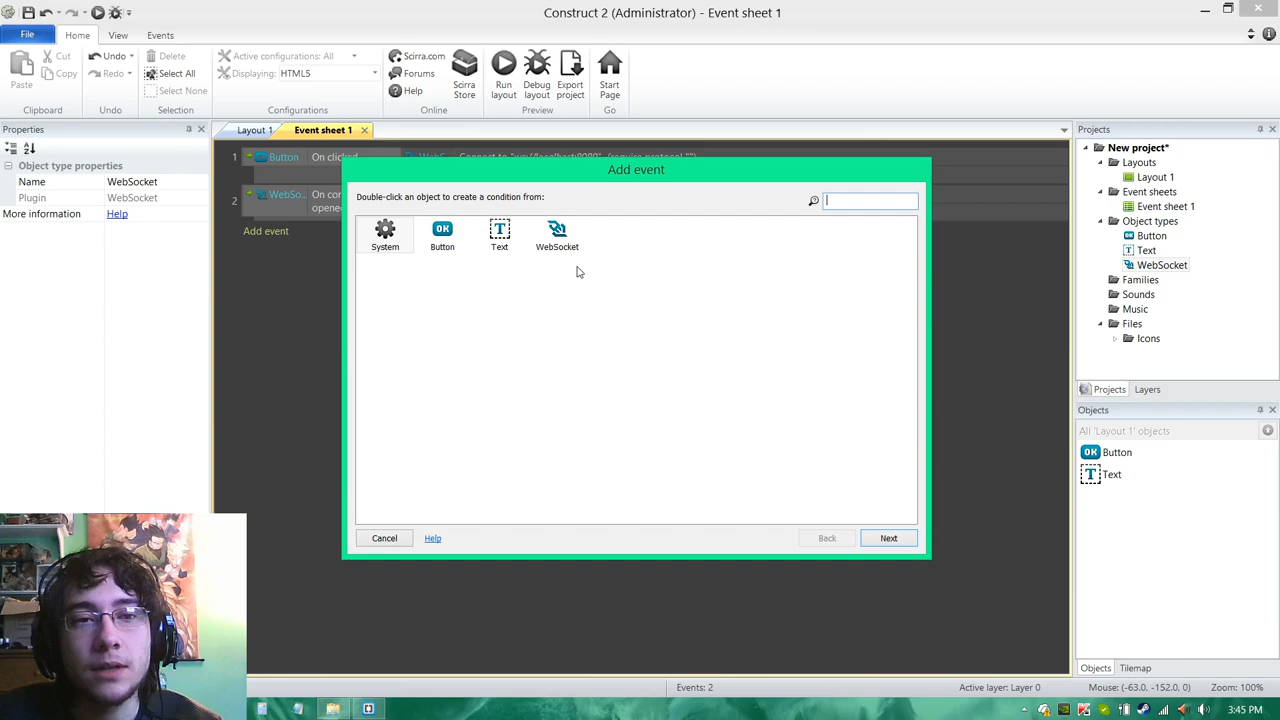 Construct 2 (Administrator) - Event sheet 1
File
Home
View
Events
Paste
Cut
Copy
Clipboard
Undo
Redo
Undo
Delete
Select All
Select None
Selection
Active configurations: All
Displaying: HTML5
Configurations
Scirra.com
Forums
Help
Scirra Store
Online
Run layout
Debug layout
Export project
Preview
Start Page
Go
Properties
Object type properties
Name WebSocket
Plugin WebSocket
More information Help
Layout 1
Event sheet 1
1 Button On clicked
2 WebSo... On con
opened
Add event
Add event
Double-click an object to create a condition from:
System
Button
Text
WebSocket
Cancel
Help
Back
Next
Projects
New project*
Layouts
Layout 1
Event sheets
Event sheet 1
Object types
Button
Text
WebSocket
Families
Sounds
Music
Files
Icons
Projects
Layers
Objects
All 'Layout 1' objects
Button
Text
Objects
Tilemap
Events: 2
Active layer: Layer 0
Mouse: (-63.0, -152.0, 0)
Zoom: 100%
3:45 PM